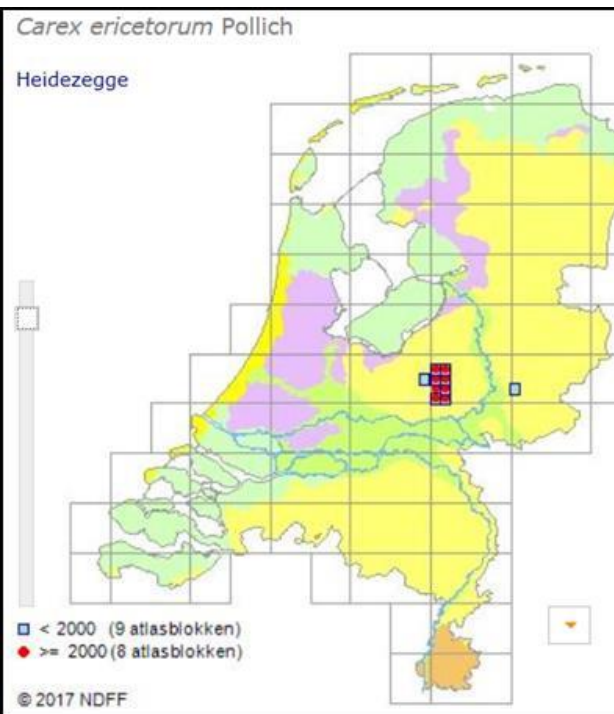 Carex ericetorum Pollich
Heidezegge
< 2000 (9 atlasblokken)
>= 2000 (8 atlasblokken)
© 2017 NDFF